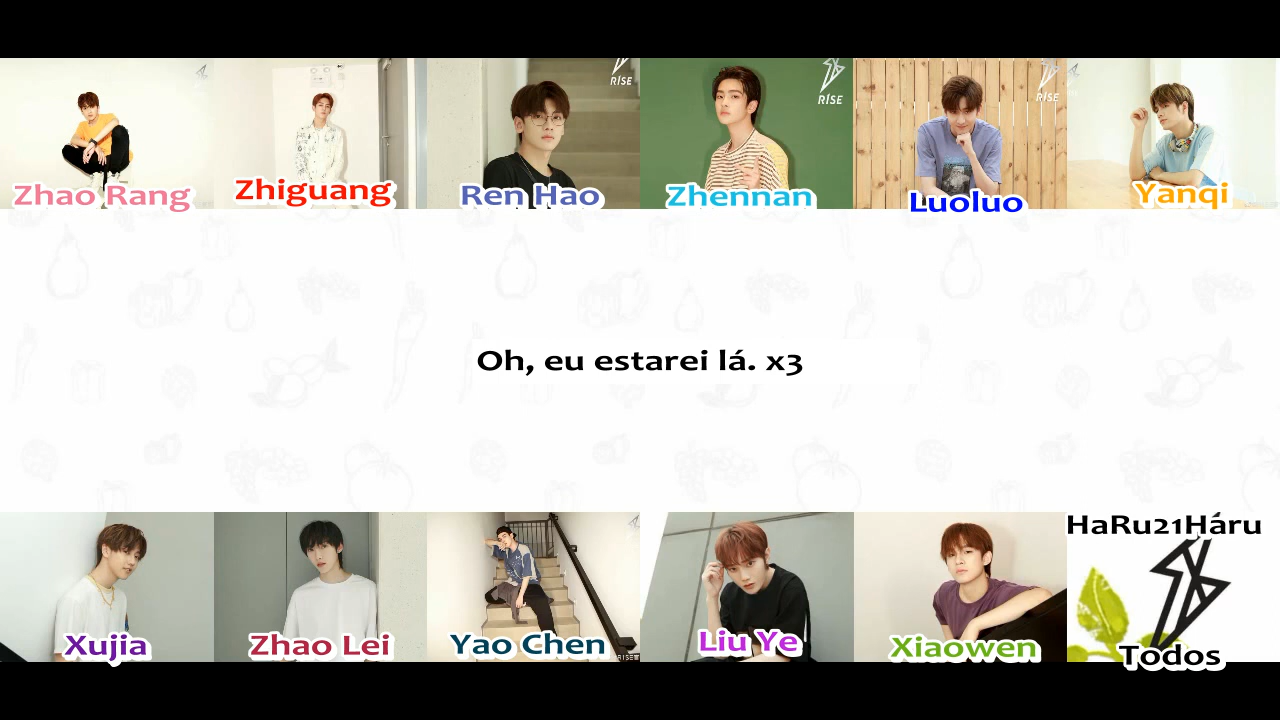 RISE
RISE
RISE
Zhao Rang
Zhiguang
Ren Hao
Zhennan
Luoluo
Yanqi
Oh, eu estarei lá. x3
HaRu21Háru
Xujia
Zhao Lei
Yao Chen
Liu Ye
Xiaowen
Todos